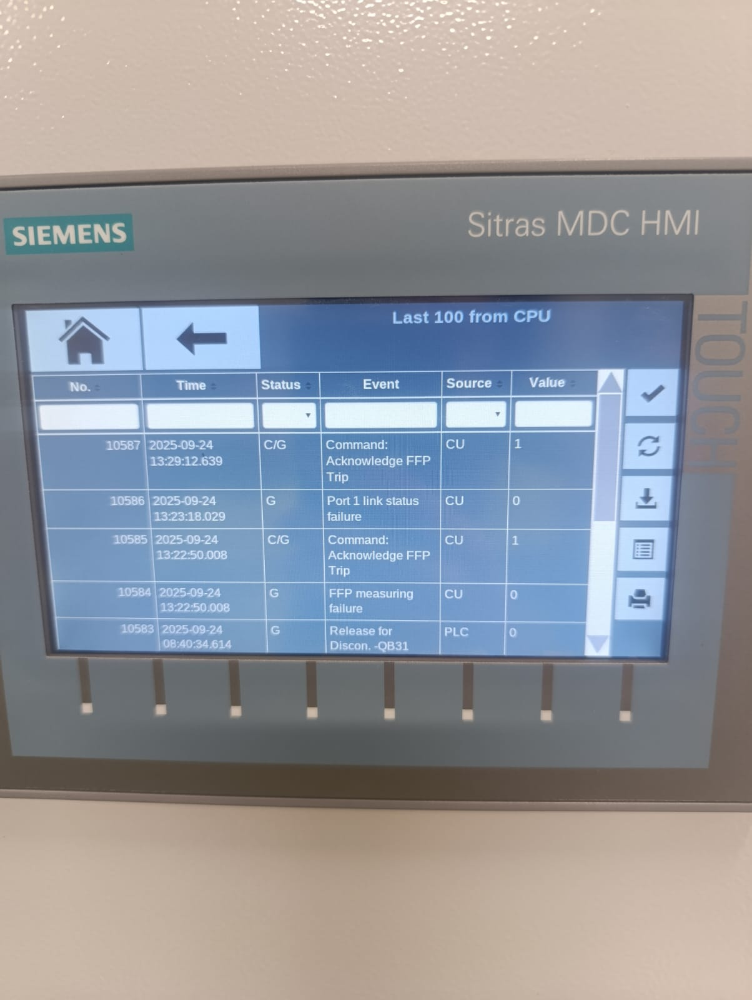 SIEMENS
Sitras MDC HMI
TOUCH
Last 100 from CPU
No. Time Status Event Source Value
10587 2025-09-24 C/G Command: CU 1
13:29:12.639 Acknowledge FFP
Trip
10586 2025-09-24 G Port 1 link status CU 0
13:23:18.029 failure
10585 2025-09-24 C/G Command: CU 1
13:22:50.008 Acknowledge FFP
Trip
10584 2025-09-24 G FFP measuring CU 0
13:22:50.008 failure
10583 2025-09-24 G Release for PLC 0
08:40:34.614 Discon. -QB31